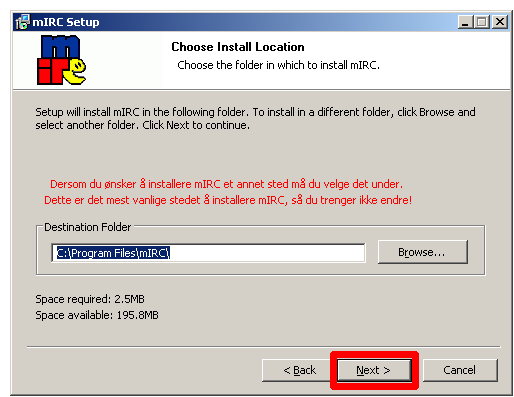 mIRC Setup
mIRC
Choose Install Location
Choose the folder in which to install mIRC.
Setup will install mIRC in the following folder. To install in a different folder, click Browse and
select another folder. Click Next to continue.
Dersom du ønsker å installere mIRC et annet sted må du velge det under.
Dette er det mest vanlige stedet å installere mIRC, så du trenger ikke endre!
Destination Folder
C:\Program Files\mIRC\
Browse...
Space required: 2.5MB
Space available: 195.8MB
< Back
Next >
Cancel